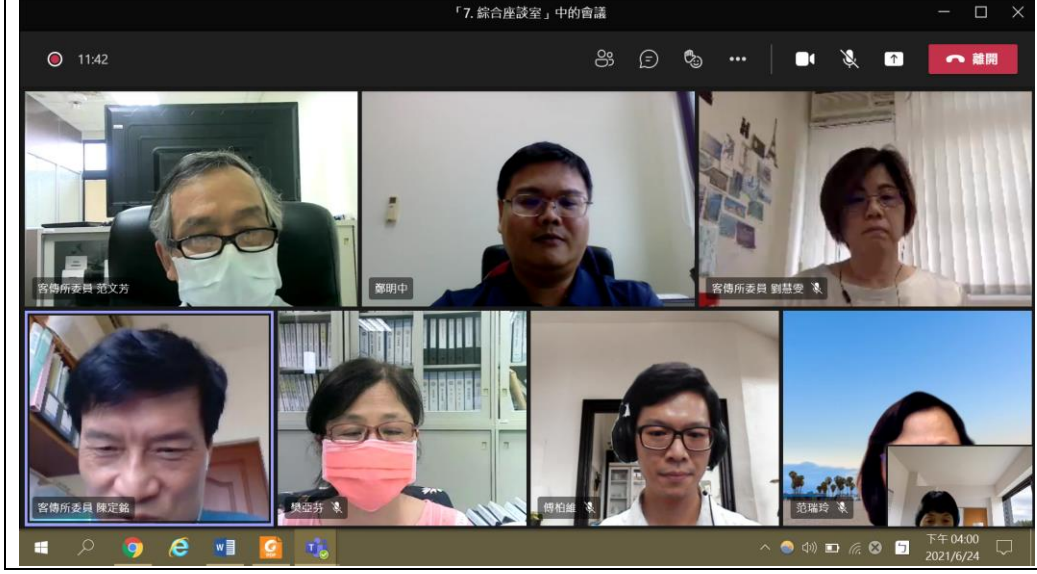 「7. 綜合座談室」中的會議
11:42
離開
客傳所委員 范文芳
鄭明中
客傳所委員 劉慧雯
客傳所委員 陳定銘
樊亞芬
傅柏維
范瑞玲
下午 04:00
2021/6/24